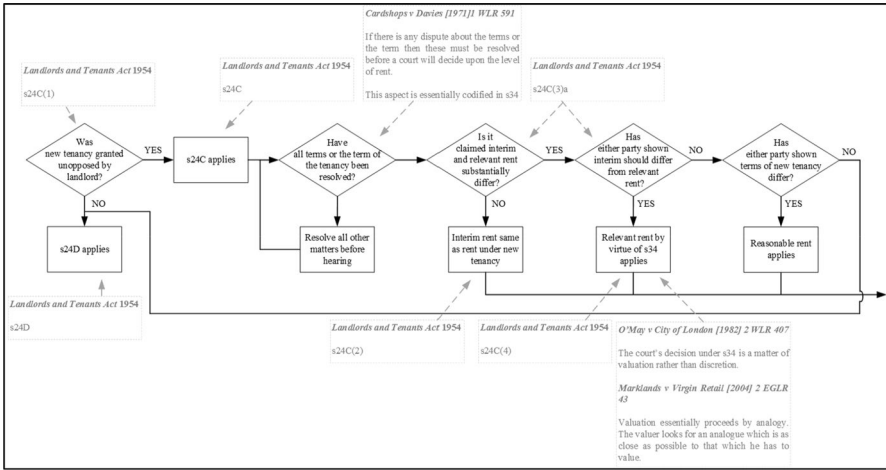 Cardshops v Davies [1971]1 WLR 591
If there is any dispute about the terms or
the term then these must be resolved
before a court will decide upon the level
of rent.
This aspect is essentially codified in s34
Landlords and Tenants Act 1954
s24C(1)
Landlords and Tenants Act 1954
s24C
Landlords and Tenants Act 1954
s24C(3)a
Was
new tenancy granted
unopposed by
landlord?
YES
NO
s24C applies
Have
all terms or the term of
the tenancy been
resolved?
Is it
claimed interim
and relevant rent
substantially
differ?
YES
NO
Has
either party shown
interim should differ
from relevant
rent?
NO
YES
Has
either party shown
terms of new tenancy
differ?
NO
YES
s24D applies
Resolve all other
matters before
hearing
Interim rent same
as rent under new
tenancy
Relevant rent by
virtue of s34
applies
Reasonable rent
applies
Landlords and Tenants Act 1954
s24D
Landlords and Tenants Act 1954
s24C(2)
Landlords and Tenants Act 1954
s24C(4)
O'May v City of London [1982] 2 WLR 407
The court's decision under s34 is a matter of
valuation rather than discretion.
Marklands v Virgin Retail [2004] 2 EGLR
43
Valuation essentially proceeds by analogy.
The valuer looks for an analogue which is as
close as possible to that which he has to
value.